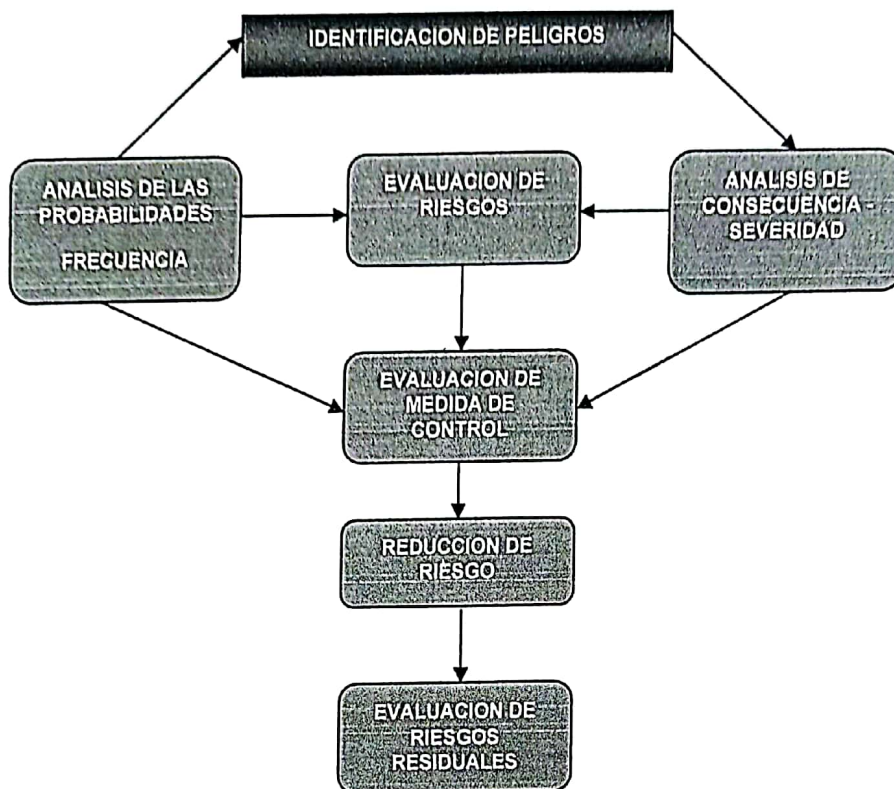 IDENTIFICACION DE PELIGROS
ANALISIS DE LAS
PROBABILIDADES
FRECUENCIA
EVALUACION DE
RIESGOS
ANALISIS DE
CONSECUENCIA -
SEVERIDAD
EVALUACION DE
MEDIDA DE
CONTROL
REDUCCION DE
RIESGO
EVALUACION DE
RIESGOS
RESIDUALES